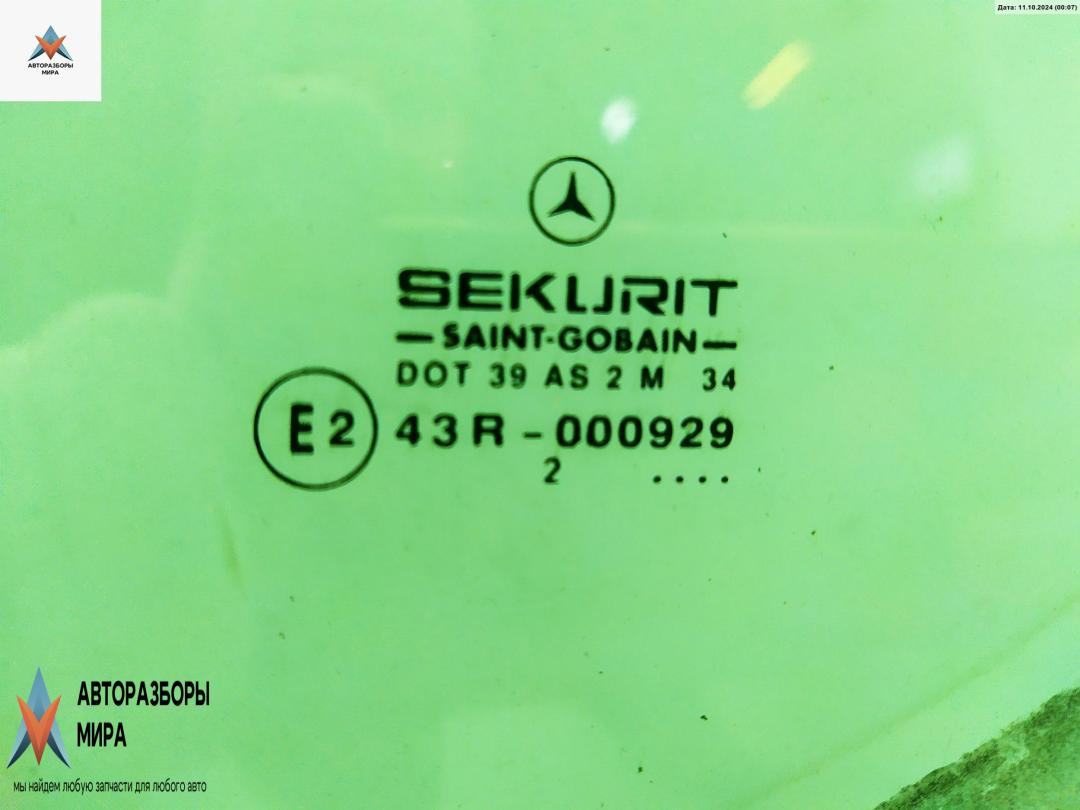 Дата: 11.10.2024 (00:07)
АВТОРАЗБОРЫ
МИРА
SEKURIT
SAINT-GOBAIN
DOT 39 AS 2 M 34
E2 43R-000929
2 ....
АВТОРАЗБОРЫ
МИРА
мы найдем любую запчасти для любого авто